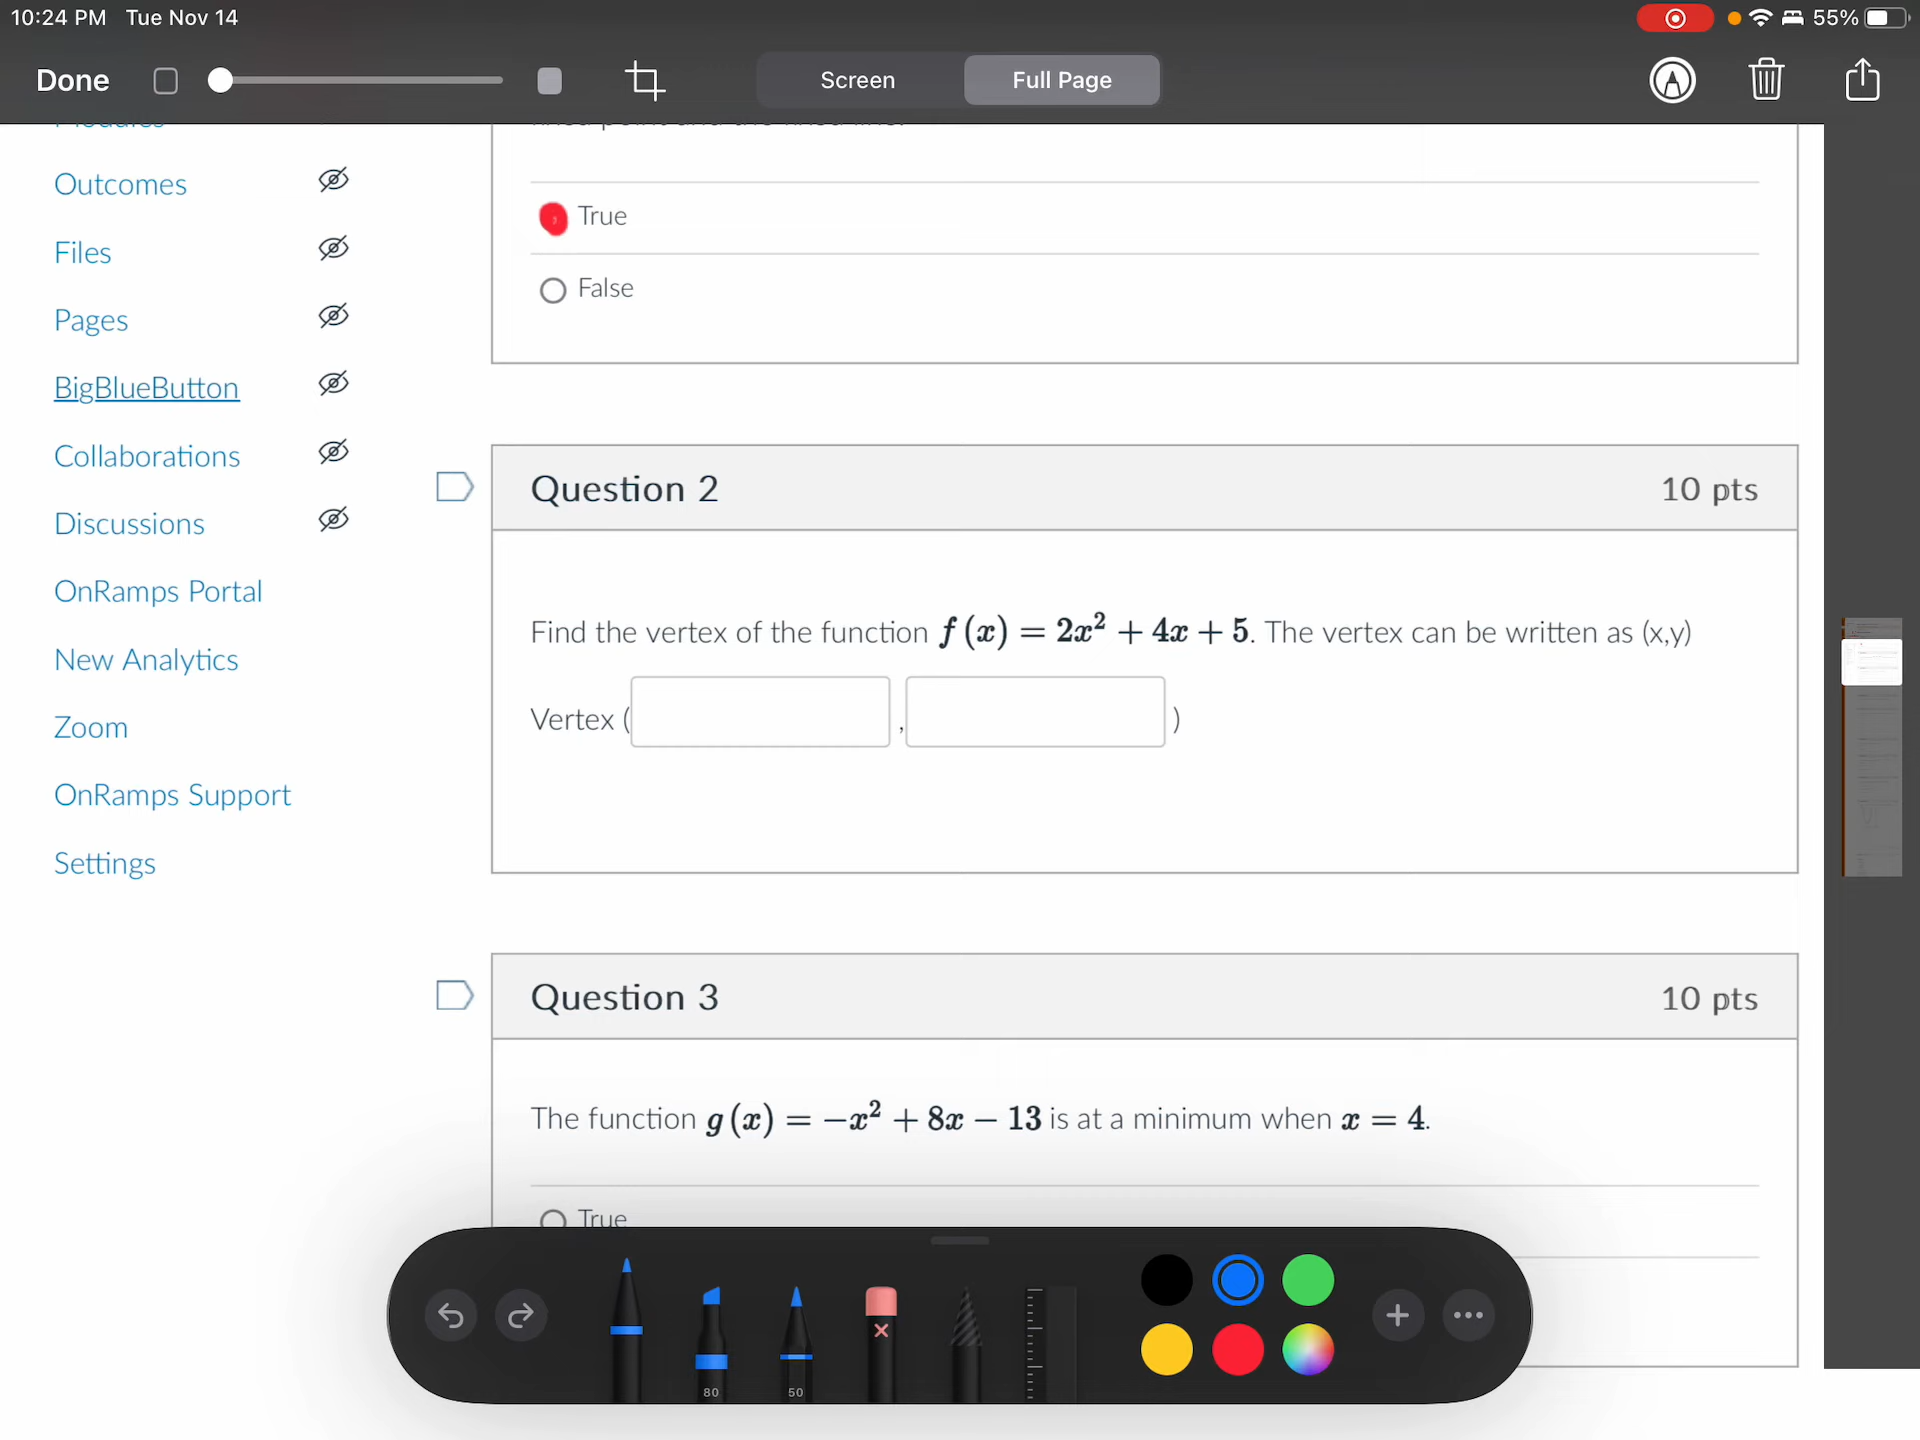 10:24 PM Tue Nov 14
55%
Done
Screen
Full Page
Outcomes
Files
Pages
BigBlueButton
Collaborations
Discussions
OnRamps Portal
New Analytics
Zoom
OnRamps Support
Settings
True
False
Question 2
10 pts
Find the vertex of the function f(x) = 2x² + 4x + 5. The vertex can be written as (x,y)
Vertex ( , )
Question 3
10 pts
The function g(x) = −x² + 8x − 13 is at a minimum when x = 4.
True
80
50